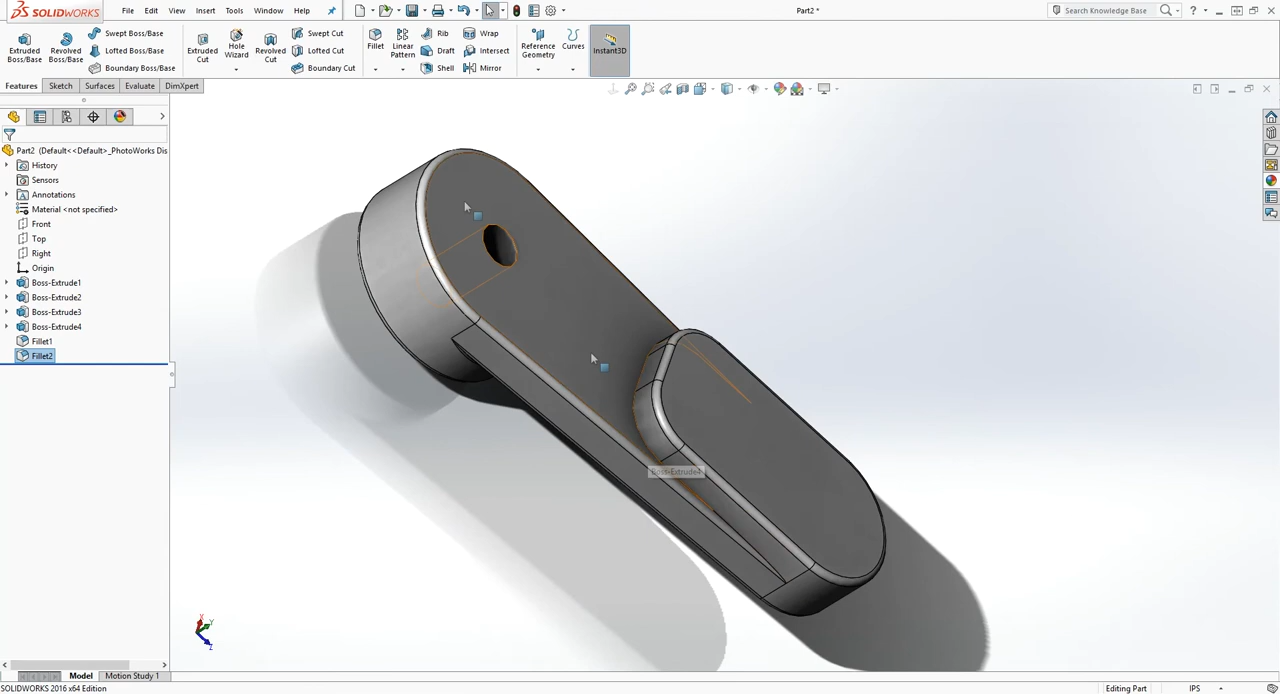 SOLIDWORKS
File Edit View Insert Tools Window Help
Part2 *
Search Knowledge Base
Extruded Boss/Base
Revolved Boss/Base
Swept Boss/Base
Lofted Boss/Base
Boundary Boss/Base
Extruded Cut
Hole Wizard
Revolved Cut
Swept Cut
Lofted Cut
Boundary Cut
Fillet
Linear Pattern
Rib
Draft
Shell
Wrap
Intersect
Mirror
Reference Geometry
Curves
Instant3D
Features Sketch Surfaces Evaluate DimXpert
Part2 (Default<<Default>_PhotoWorks Dis
History
Sensors
Annotations
Material <not specified>
Front
Top
Right
Origin
Boss-Extrude1
Boss-Extrude2
Boss-Extrude3
Boss-Extrude4
Fillet1
Fillet2
Boss-Extrude4
X
Y
Z
Model Motion Study 1
SOLIDWORKS 2016 x64 Edition
Editing Part
IPS